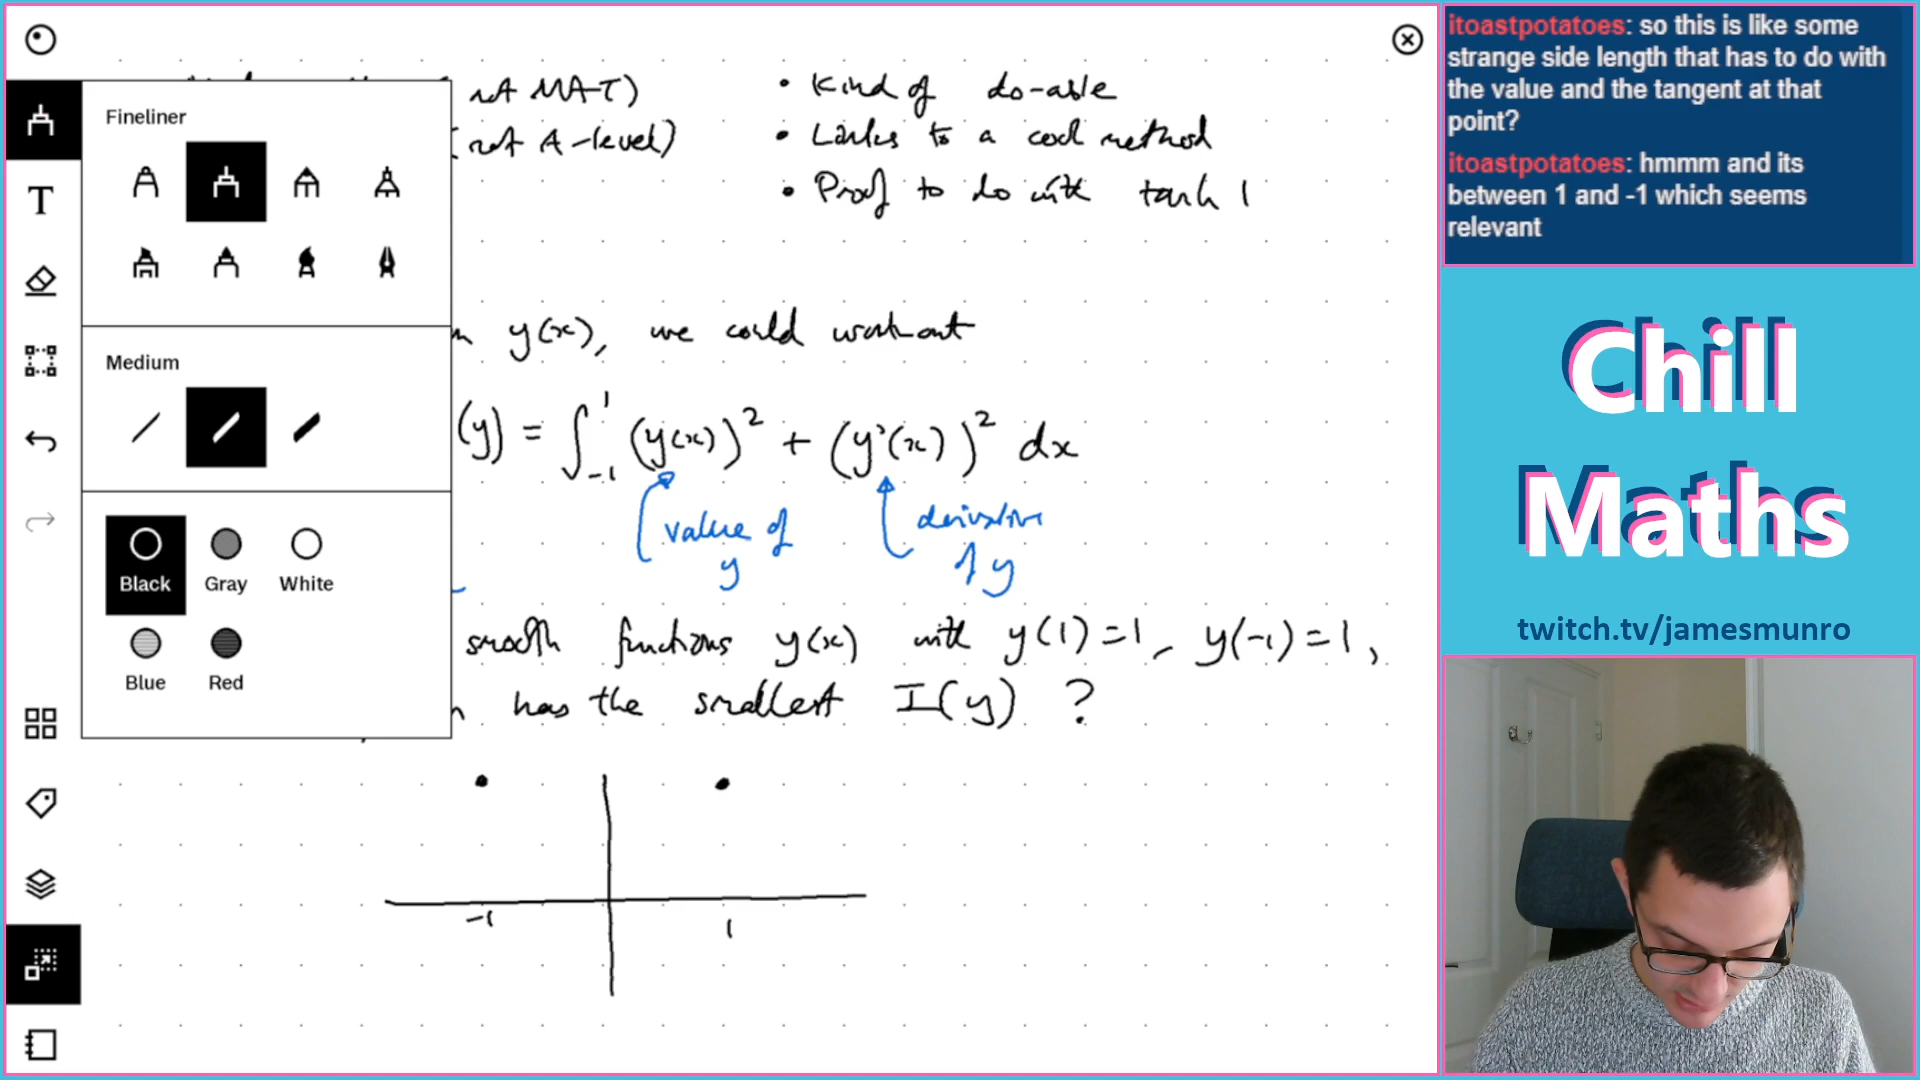 not MAT)
(not A-level)
• Kind of do-able
• Links to a cool method
• Proof to do with tanh 1
y(x), we could work out
(y) = ∫₋₁¹ (y(x))² + (y'(x))² dx
value of y
derivative of y
smooth functions y(x) with y(1)=1, y(-1)=1,
has the smallest I(y) ?
-1
1
Fineliner
Medium
Black
Gray
White
Blue
Red
T
itoastpotatoes: so this is like some
strange side length that has to do with
the value and the tangent at that
point?
itoastpotatoes: hmmm and its
between 1 and -1 which seems
relevant
Chill
Maths
twitch.tv/jamesmunro